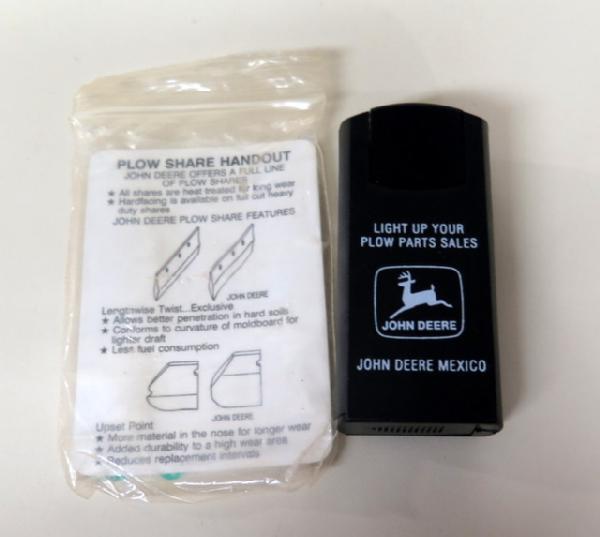 PLOW SHARE HANDOUT
JOHN DEERE OFFERS A FULL LINE
OF PLOW SHARES
★ All shares are heat treated for long wear
★ Hardfacing is available on full cut heavy
duty shares
JOHN DEERE PLOW SHARE FEATURES
JOHN DEERE
Lengthwise Twist...Exclusive
★ Allows better penetration in hard soils
★ Conforms to curvature of moldboard for
lighter draft
★ Less fuel consumption
JOHN DEERE
Upset Point
★ More material in the nose for longer wear
★ Added durability to a high wear area
★ Reduces replacement intervals
LIGHT UP YOUR
PLOW PARTS SALES
JOHN DEERE
JOHN DEERE MEXICO